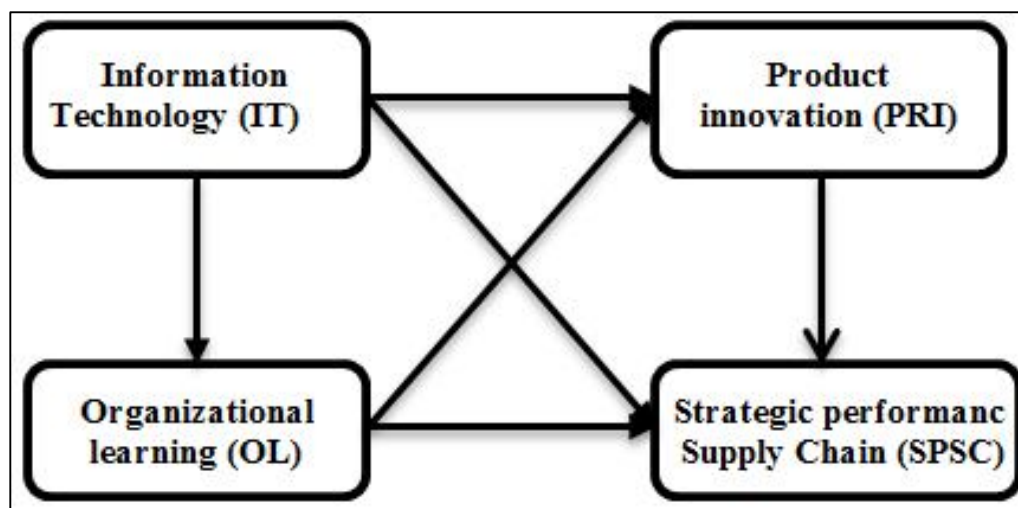 Information
Technology (IT)
Product
innovation (PRI)
Organizational
learning (OL)
Strategic performanc
Supply Chain (SPSC)